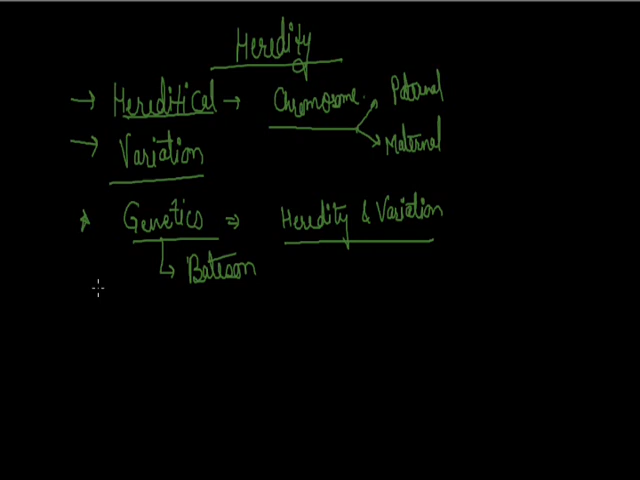 Heredity
→ Hereditical → Chromosome. Paternal
Maternal
→ Variation
* Genetics ⇒ Heredity & Variation
↳ Bateson